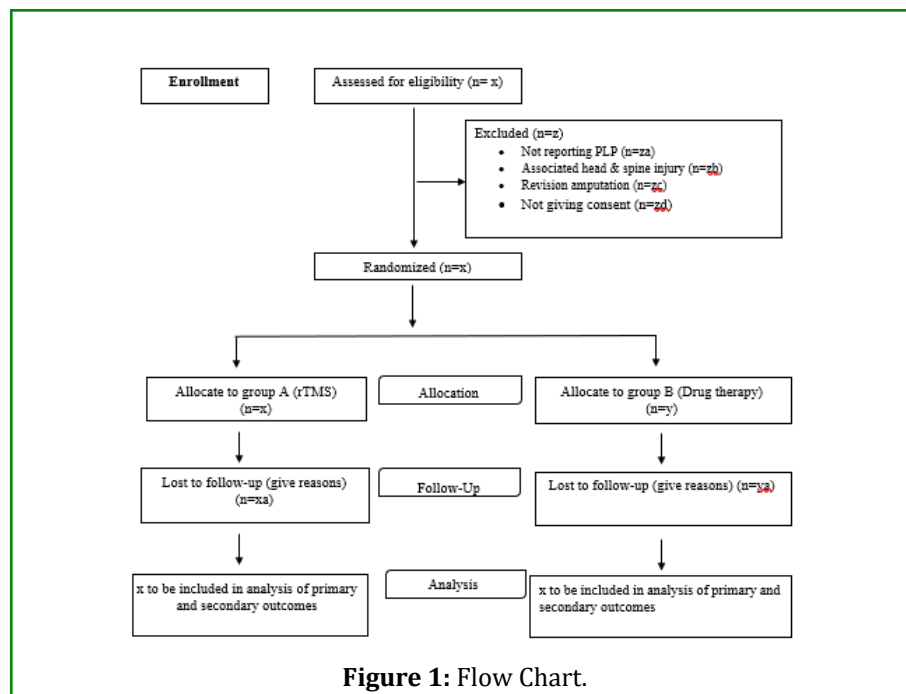 Enrollment
Assessed for eligibility (n= x)
Excluded (n=z)
• Not reporting PLP (n=za)
• Associated head & spine injury (n=zb)
• Revision amputation (n=zc)
• Not giving consent (n=zd)
Randomized (n=x)
Allocate to group A (rTMS)
(n=x)
Allocation
Allocate to group B (Drug therapy)
(n=y)
Lost to follow-up (give reasons)
(n=xa)
Follow-Up
Lost to follow-up (give reasons) (n=ya)
x to be included in analysis of primary
and secondary outcomes
Analysis
x to be included in analysis of primary and
secondary outcomes
Figure 1: Flow Chart.